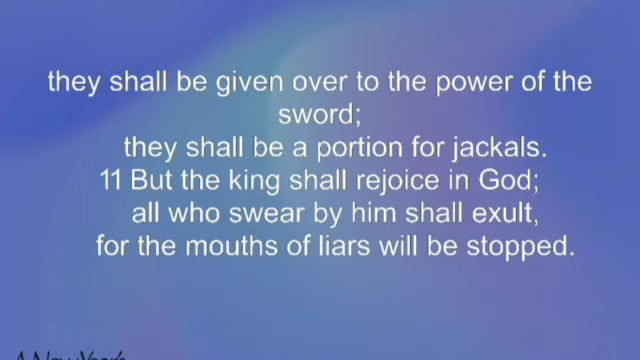 they shall be given over to the power of the
sword;
they shall be a portion for jackals.
11 But the king shall rejoice in God;
all who swear by him shall exult,
for the mouths of liars will be stopped.
A New Year's